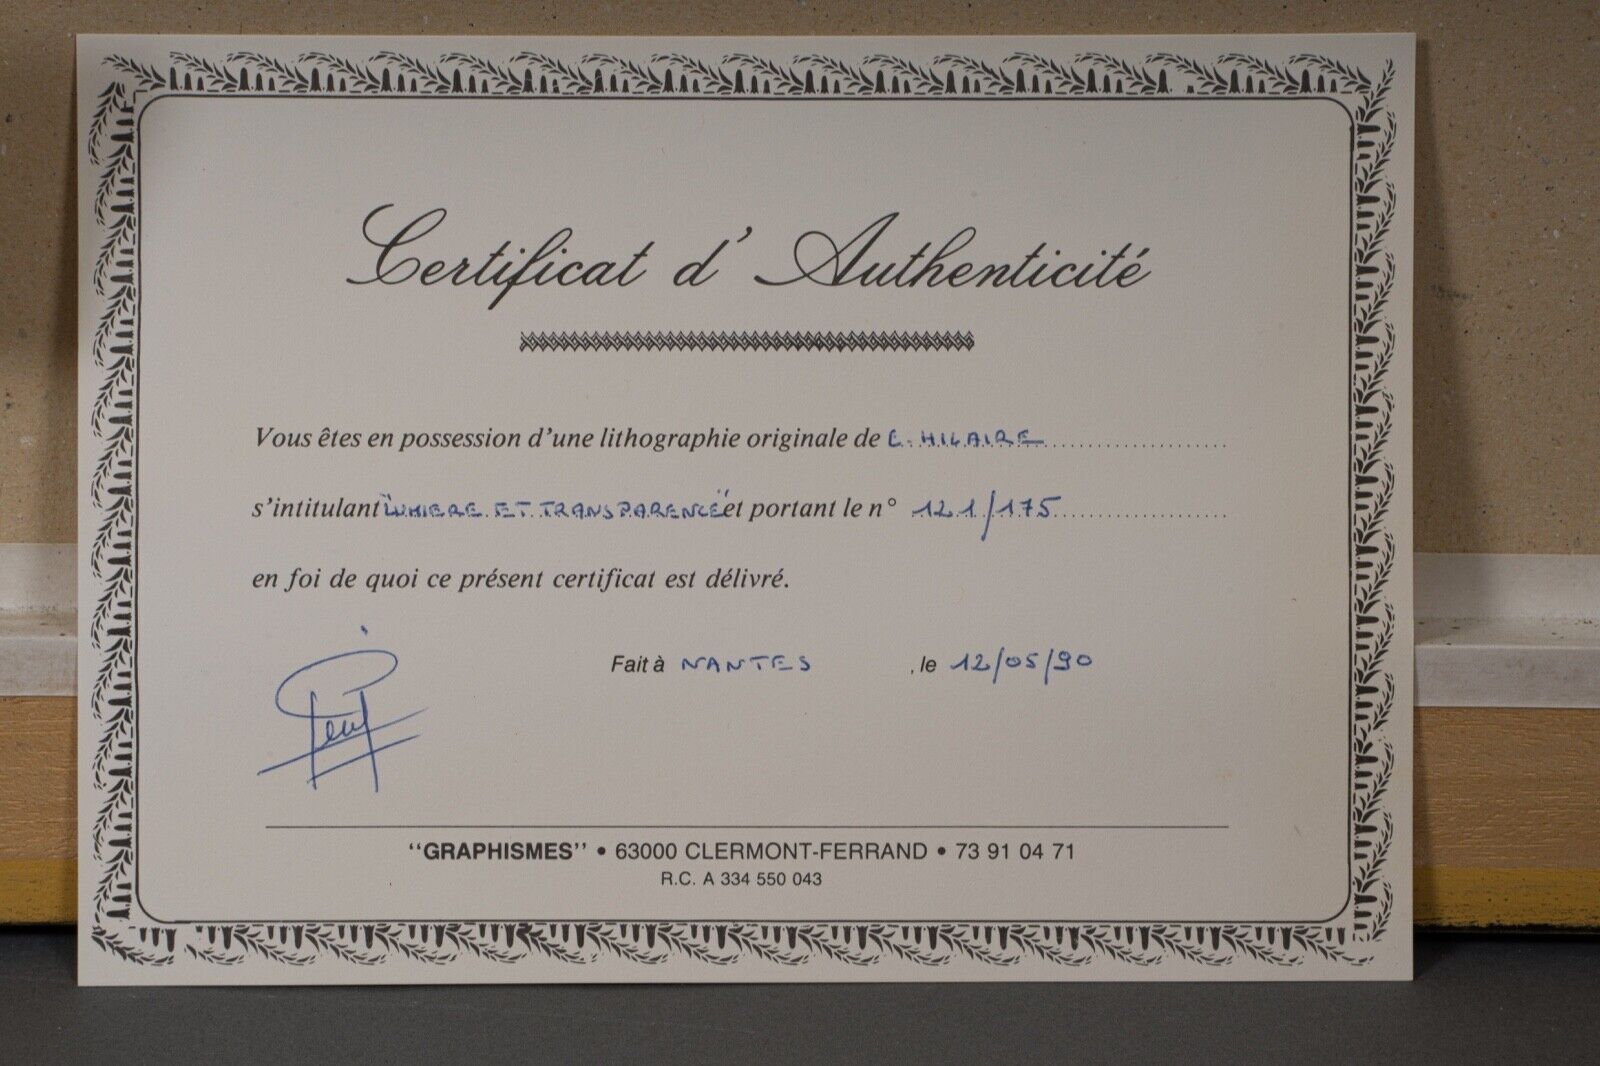 Certificat d'Authenticité
Vous êtes en possession d'une lithographie originale de C. HILAIRE
s'intitulant "LUMIERE ET TRANSPARENCE" et portant le n° 121/175
en foi de quoi ce présent certificat est délivré.
Fait à NANTES , le 12/05/90
"GRAPHISMES" • 63000 CLERMONT-FERRAND • 73 91 04 71
R.C. A 334 550 043